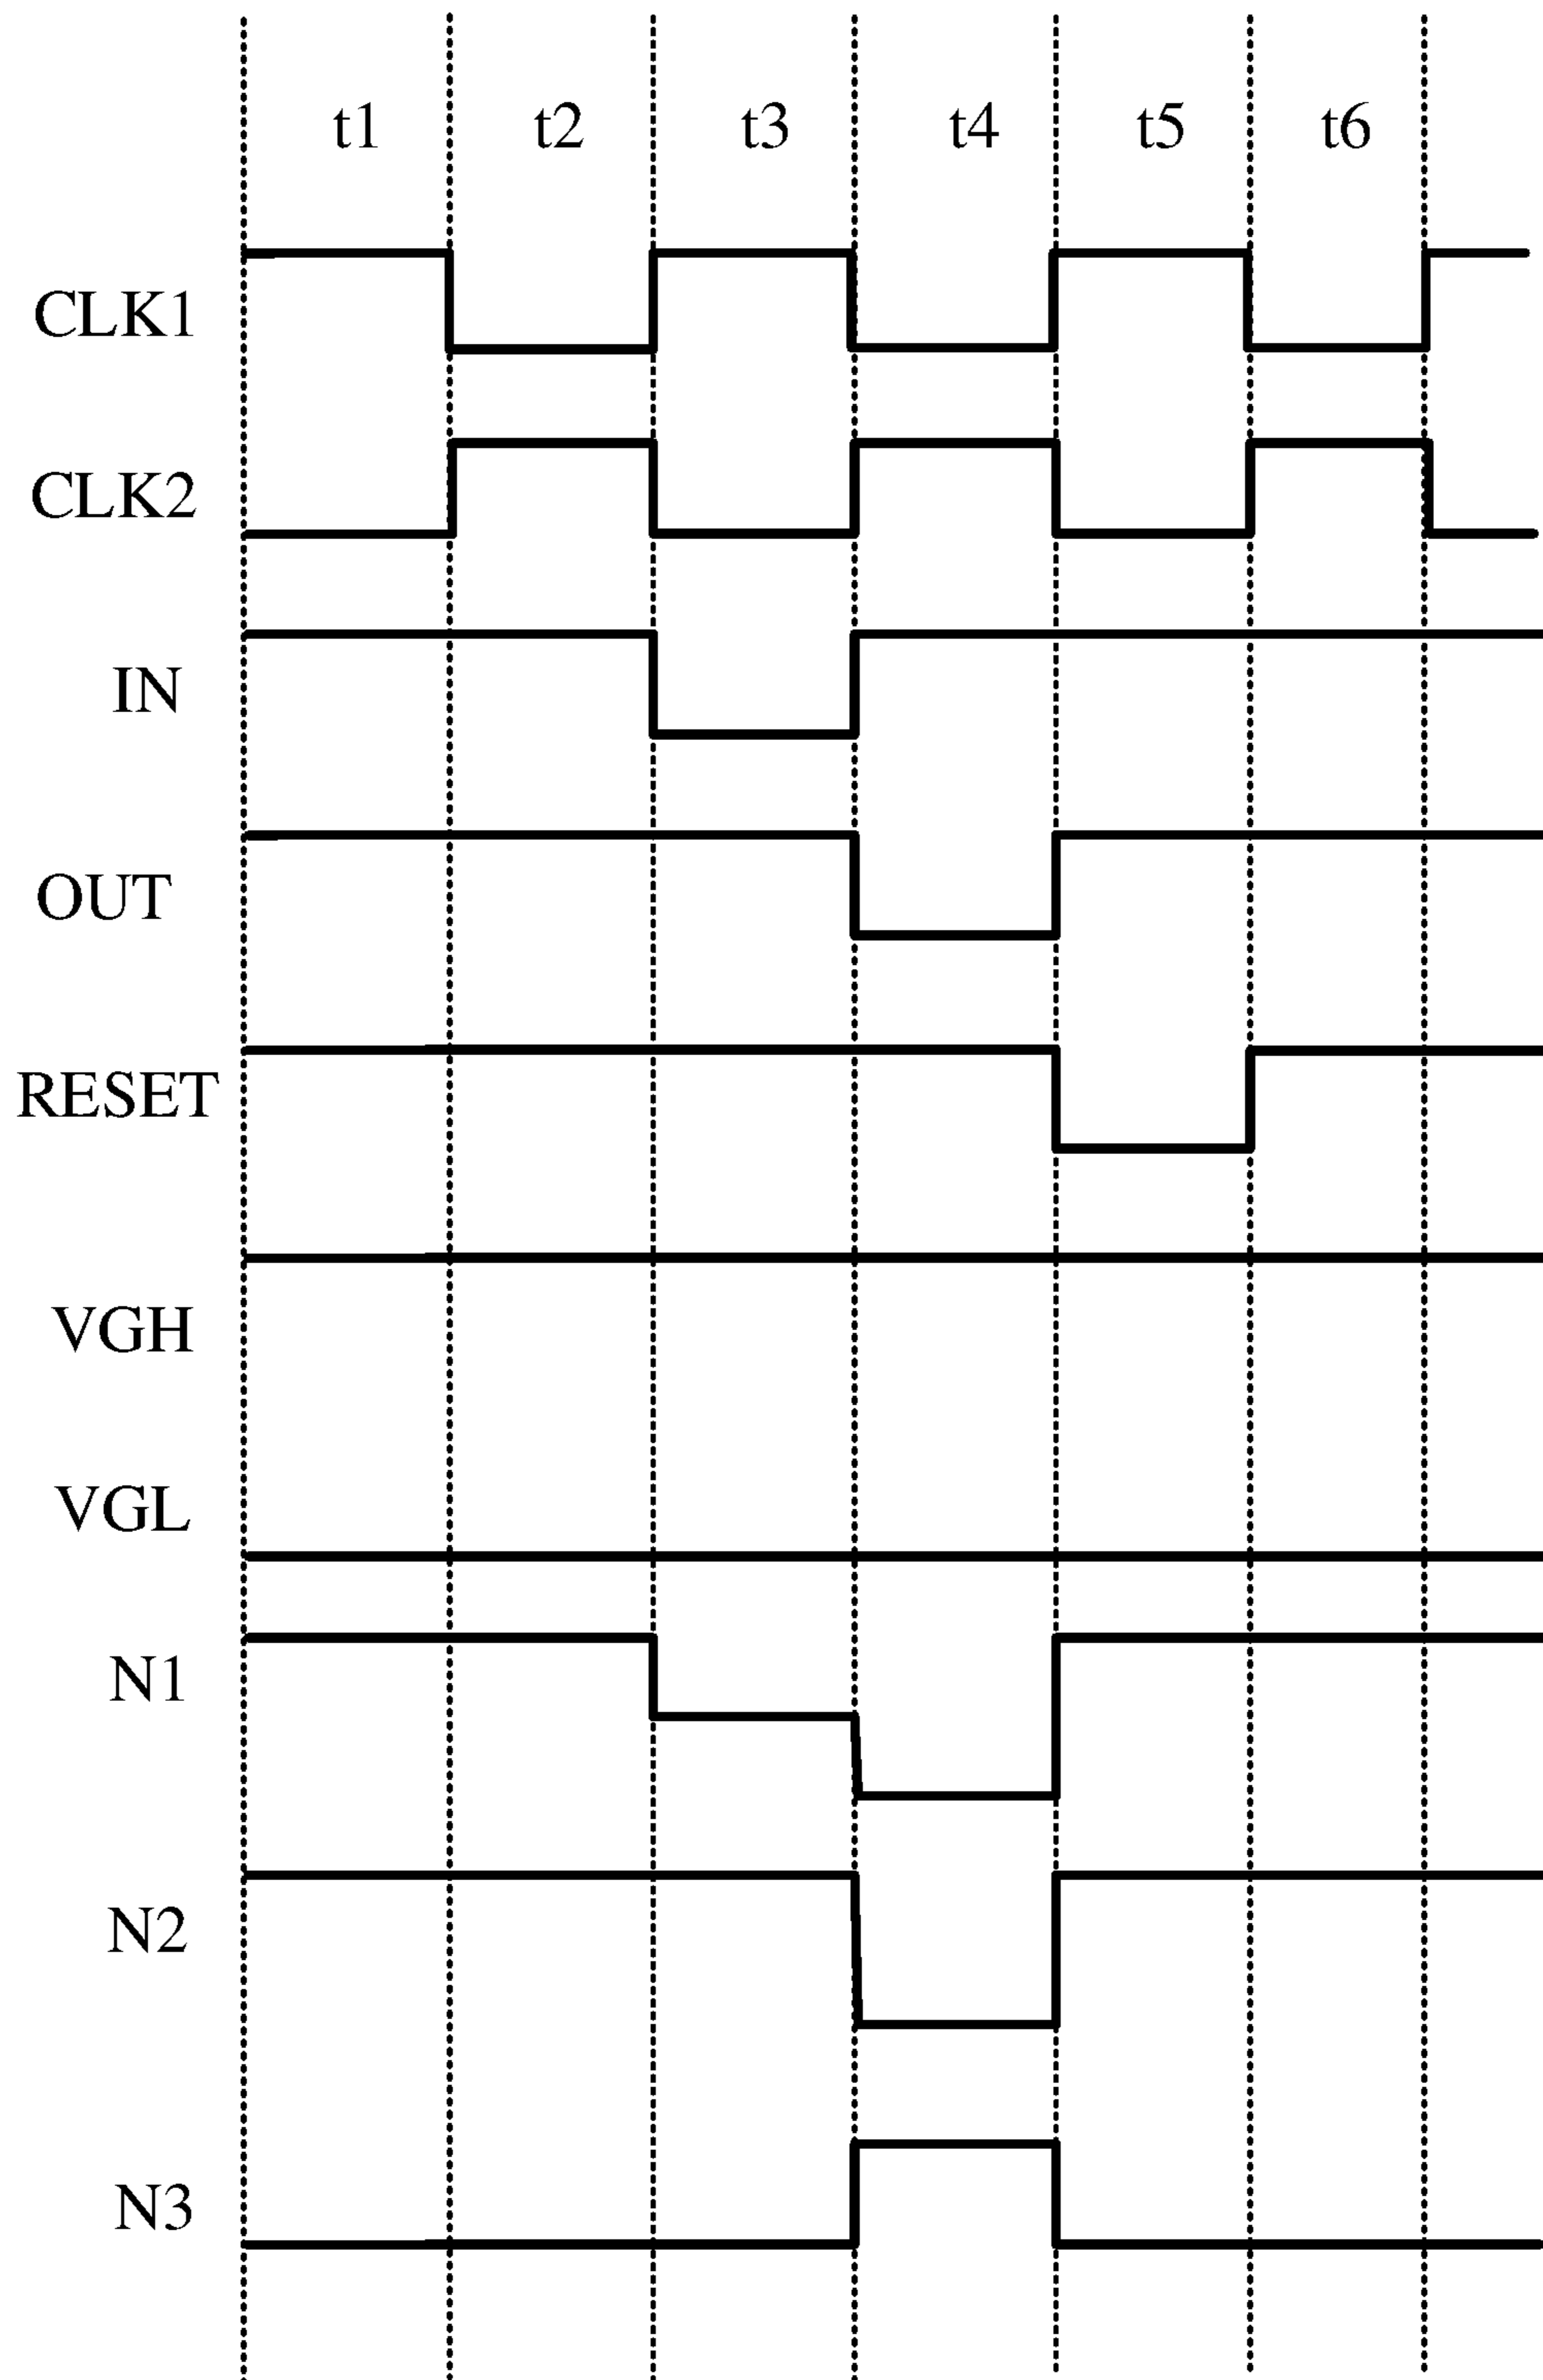 t1 t2 t3 t4 t5 t6
CLK1
CLK2
IN
OUT
RESET
VGH
VGL
N1
N2
N3